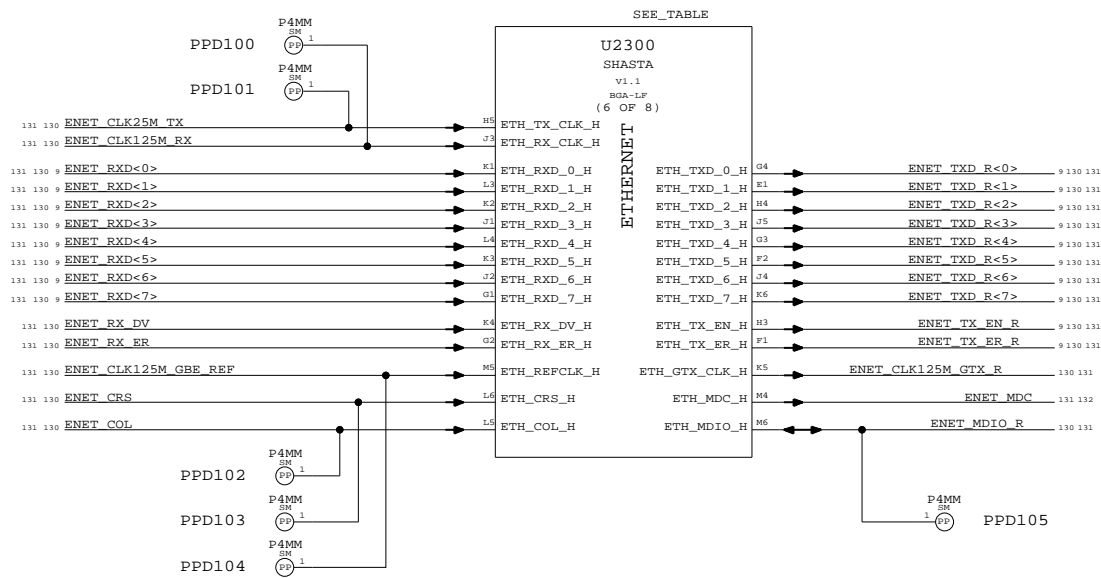 SEE_TABLE
P4MM
SM
PPD100 PP 1
U2300
SHASTA
V1.1
BGA-LF
(6 OF 8)
ETHERNET
P4MM
SM
PPD101 PP 1
131 130 ENET_CLK25M_TX H5 ETH_TX_CLK_H
131 130 ENET_CLK125M_RX J3 ETH_RX_CLK_H
131 130 9 ENET_RXD<0> K1 ETH_RXD_0_H ETH_TXD_0_H G4 ENET_TXD_R<0> 9 130 131
131 130 9 ENET_RXD<1> L3 ETH_RXD_1_H ETH_TXD_1_H E1 ENET_TXD_R<1> 9 130 131
131 130 9 ENET_RXD<2> K2 ETH_RXD_2_H ETH_TXD_2_H H4 ENET_TXD_R<2> 9 130 131
131 130 9 ENET_RXD<3> J1 ETH_RXD_3_H ETH_TXD_3_H J5 ENET_TXD_R<3> 9 130 131
131 130 9 ENET_RXD<4> L4 ETH_RXD_4_H ETH_TXD_4_H G3 ENET_TXD_R<4> 9 130 131
131 130 9 ENET_RXD<5> K3 ETH_RXD_5_H ETH_TXD_5_H F2 ENET_TXD_R<5> 9 130 131
131 130 9 ENET_RXD<6> J2 ETH_RXD_6_H ETH_TXD_6_H J4 ENET_TXD_R<6> 9 130 131
131 130 9 ENET_RXD<7> G1 ETH_RXD_7_H ETH_TXD_7_H K6 ENET_TXD_R<7> 9 130 131
131 130 ENET_RX_DV K4 ETH_RX_DV_H ETH_TX_EN_H H3 ENET_TX_EN_R 9 130 131
131 130 ENET_RX_ER G2 ETH_RX_ER_H ETH_TX_ER_H F1 ENET_TX_ER_R 9 130 131
131 130 ENET_CLK125M_GBE_REF M5 ETH_REFCLK_H ETH_GTX_CLK_H K5 ENET_CLK125M_GTX_R 130 131
131 130 ENET_CRS L6 ETH_CRS_H ETH_MDC_H M4 ENET_MDC 131 132
131 130 ENET_COL L5 ETH_COL_H ETH_MDIO_H M6 ENET_MDIO_R 130 131
P4MM
SM
PPD102 PP 1
P4MM
SM
PPD103 PP 1
P4MM
SM
1 PP PPD105
P4MM
SM
PPD104 PP 1